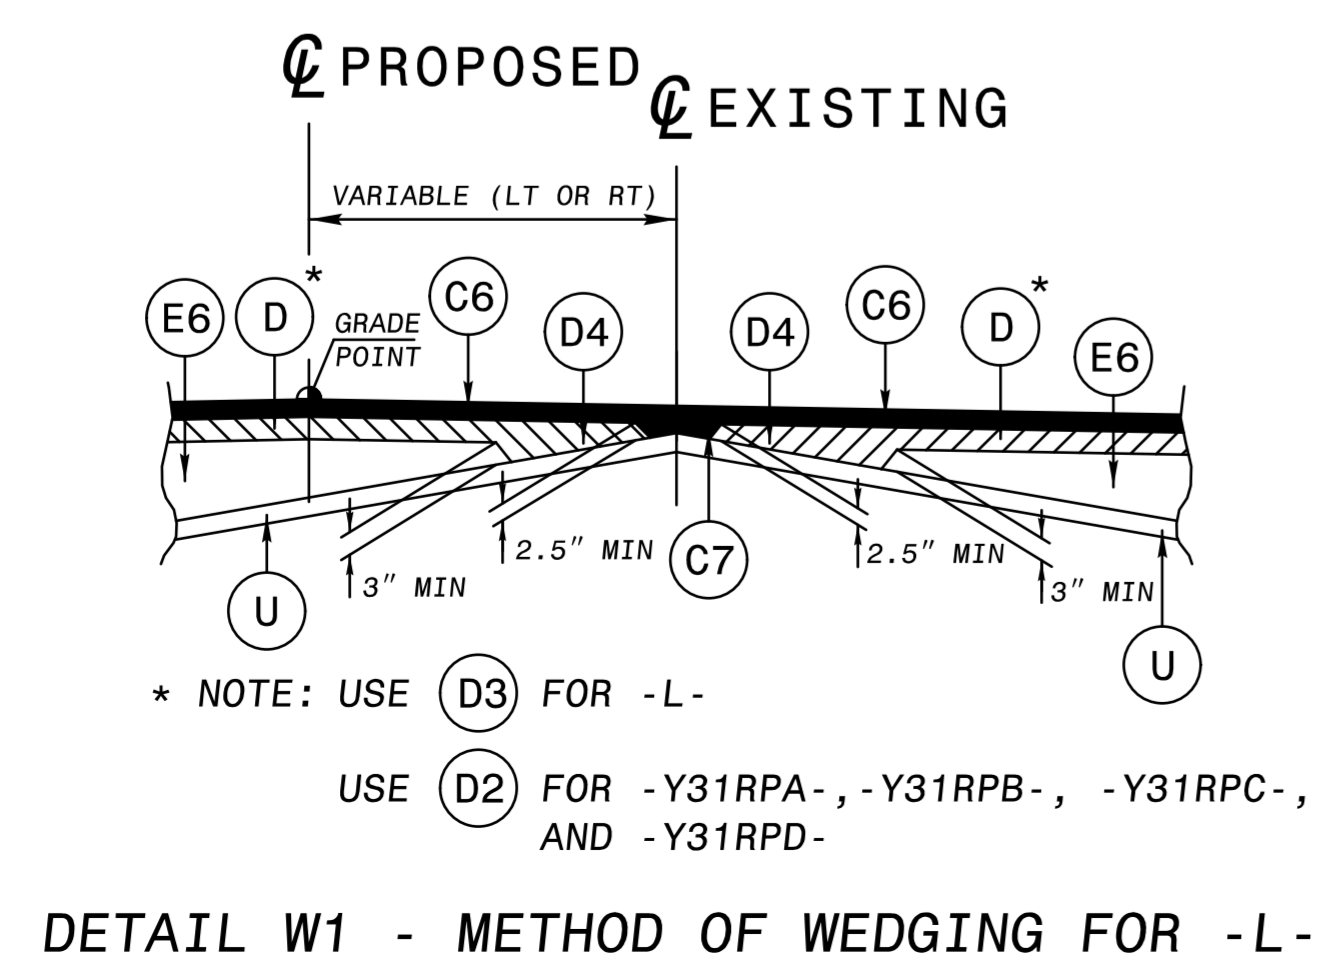 ℄ PROPOSED
℄ EXISTING
VARIABLE (LT OR RT)
E6
D*
GRADE
POINT
C6
D4
D4
C6
D*
E6
2.5" MIN
C7
2.5" MIN
3" MIN
3" MIN
U
U
* NOTE: USE D3 FOR -L-
USE D2 FOR -Y31RPA-,-Y31RPB-, -Y31RPC-,
AND -Y31RPD-
DETAIL W1 - METHOD OF WEDGING FOR -L-